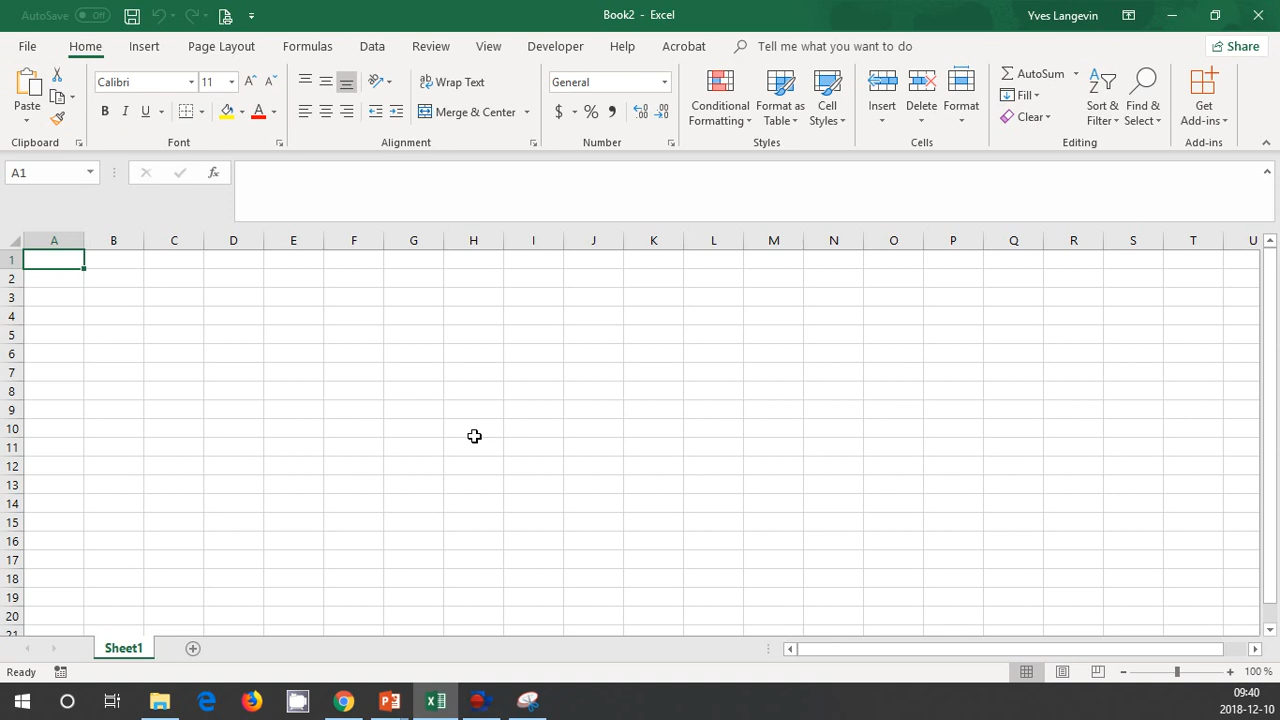 AutoSave Off Book2 - Excel Yves Langevin
File Home Insert Page Layout Formulas Data Review View Developer Help Acrobat Tell me what you want to do Share
Paste
Clipboard
Calibri 11
B I U
Font
Wrap Text
Merge & Center
Alignment
General
$ % ,
Number
Conditional Formatting
Format as Table
Cell Styles
Styles
Insert Delete Format
Cells
AutoSum
Fill
Clear
Sort & Filter
Find & Select
Editing
Get Add-ins
Add-ins
A1 fx
A B C D E F G H I J K L M N O P Q R S T U
1
2
3
4
5
6
7
8
9
10
11
12
13
14
15
16
17
18
19
20
21
Sheet1
Ready 100 %
09:40
2018-12-10